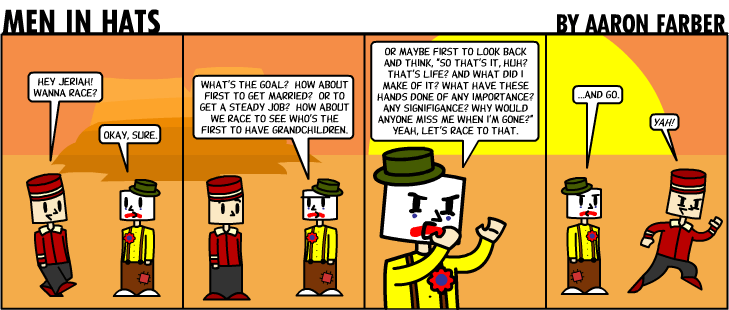 MEN IN HATS
BY AARON FARBER
HEY JERIAH!
WANNA RACE?
OKAY, SURE.
WHAT'S THE GOAL? HOW ABOUT
FIRST TO GET MARRIED? OR TO
GET A STEADY JOB? HOW ABOUT
WE RACE TO SEE WHO'S THE
FIRST TO HAVE GRANDCHILDREN.
OR MAYBE FIRST TO LOOK BACK
AND THINK, "SO THAT'S IT, HUH?
THAT'S LIFE? AND WHAT DID I
MAKE OF IT? WHAT HAVE THESE
HANDS DONE OF ANY IMPORTANCE?
ANY SIGNIFIGANCE? WHY WOULD
ANYONE MISS ME WHEN I'M GONE?"
YEAH, LET'S RACE TO THAT.
...AND GO.
YAH!